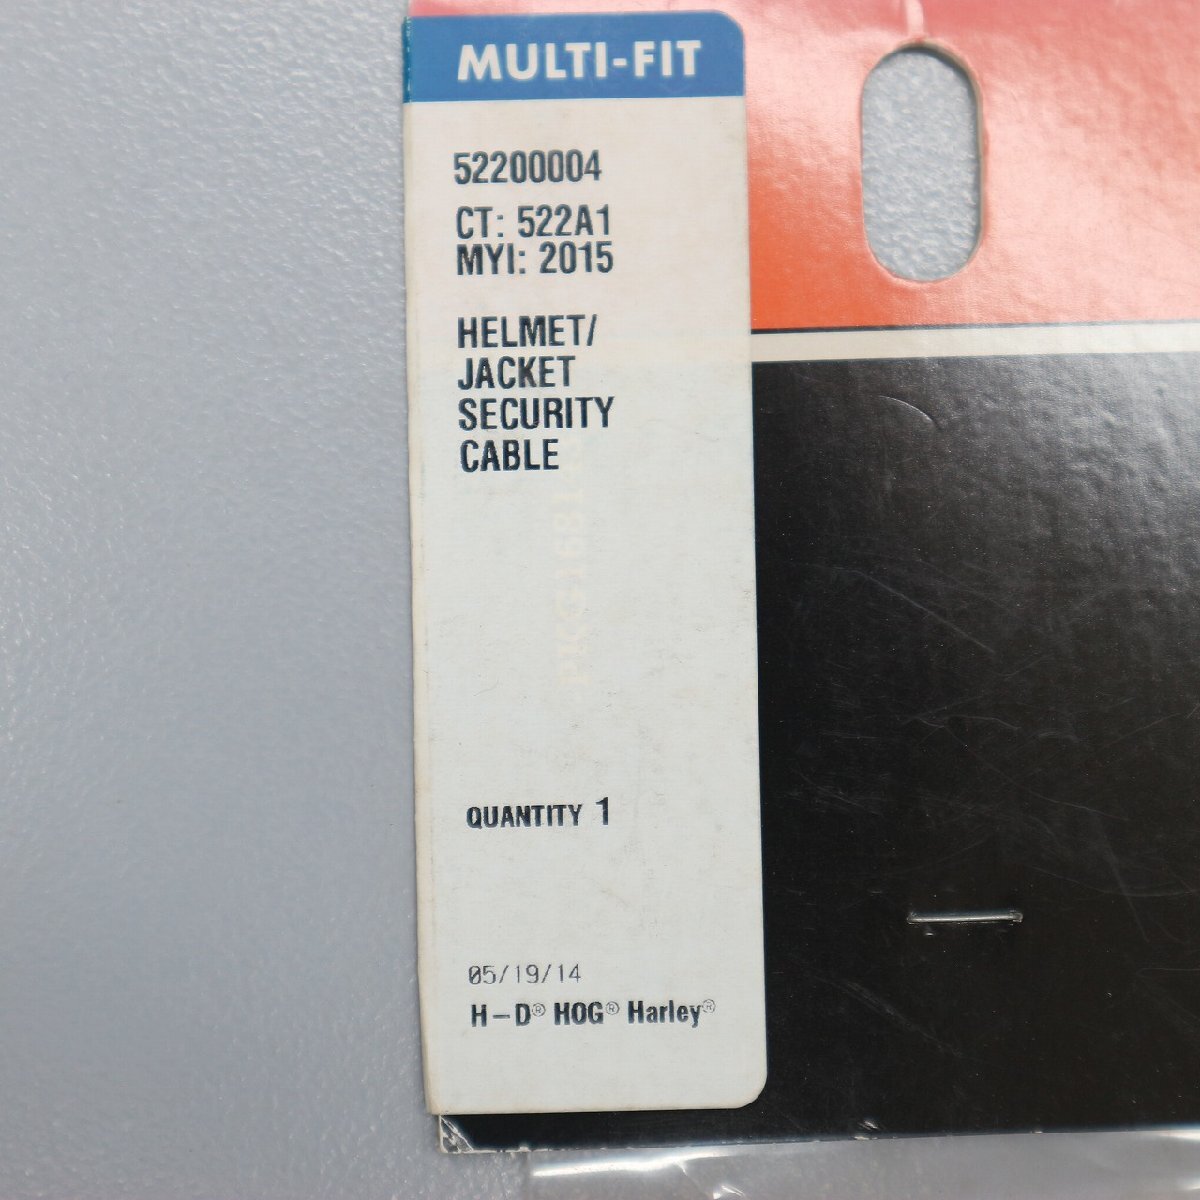 MULTI-FIT
52200004
CT: 522A1
MYI: 2015
HELMET/
JACKET
SECURITY
CABLE
QUANTITY 1
05/19/14
H-D® HOG® Harley®